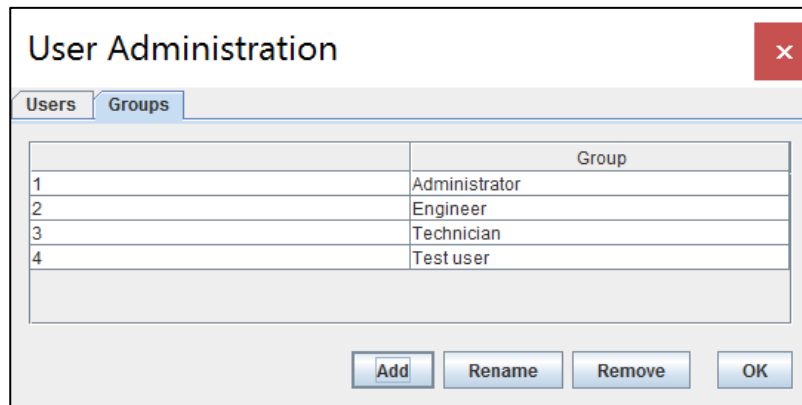 User Administration
×
Users Groups
Group
1 Administrator
2 Engineer
3 Technician
4 Test user
Add Rename Remove OK